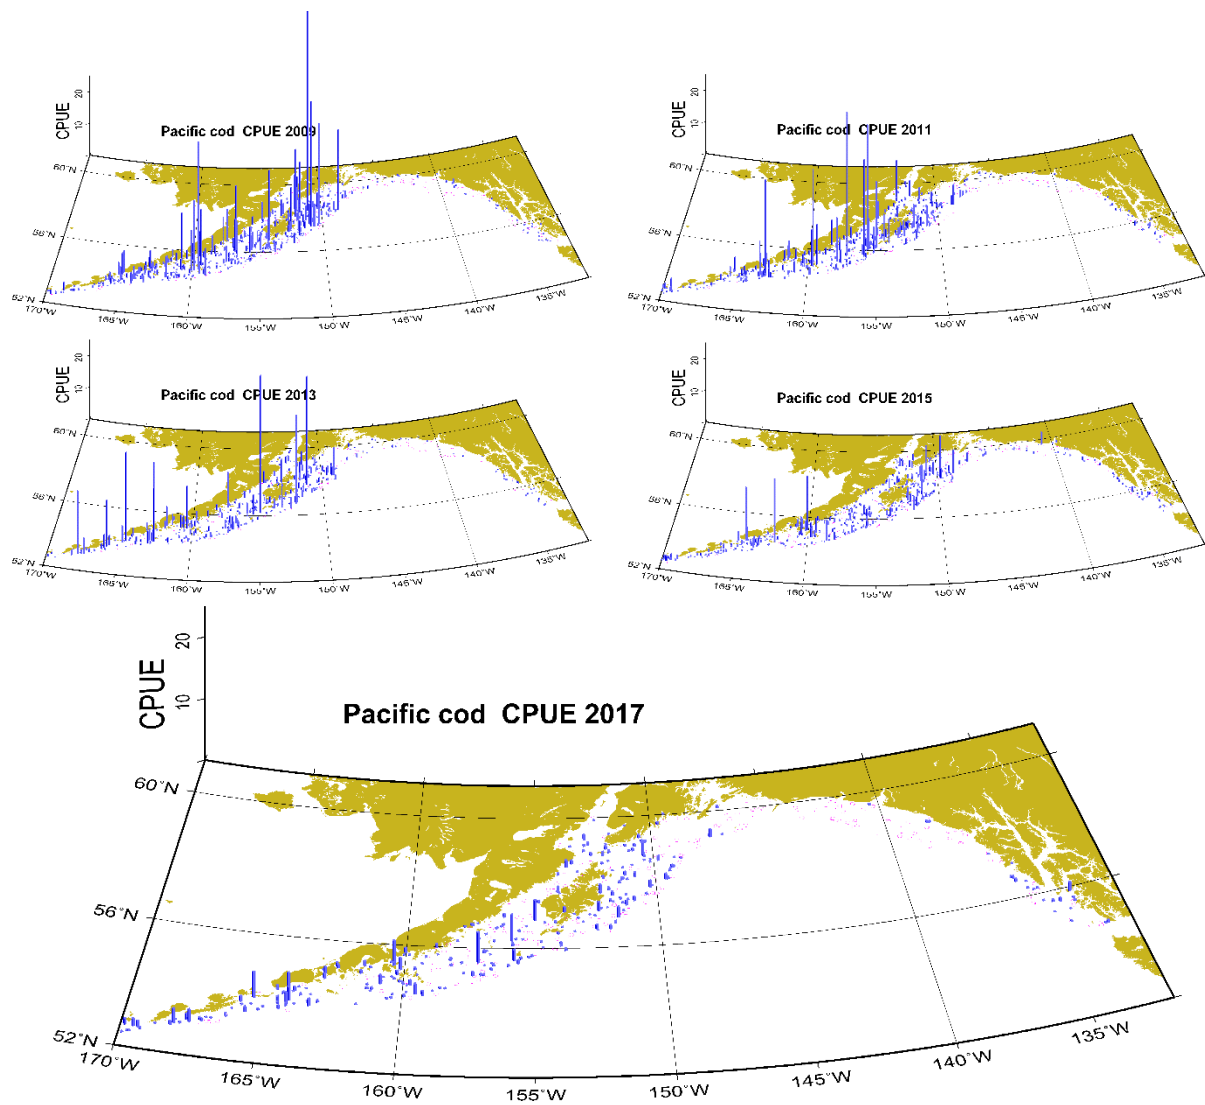 CPUE
20
10
Pacific cod CPUE 2009
60°N
56°N
52°N
170°W
165°W
160°W
155°W
150°W
145°W
140°W
135°W
CPUE
20
10
Pacific cod CPUE 2011
60°N
56°N
52°N
170°W
165°W
160°W
155°W
150°W
145°W
140°W
135°W
CPUE
20
10
Pacific cod CPUE 2013
60°N
56°N
52°N
170°W
165°W
160°W
155°W
150°W
145°W
140°W
135°W
CPUE
20
10
Pacific cod CPUE 2015
60°N
56°N
52°N
170°W
165°W
160°W
155°W
150°W
145°W
140°W
135°W
CPUE
20
10
Pacific cod CPUE 2017
60°N
56°N
52°N
170°W
165°W
160°W
155°W
150°W
145°W
140°W
135°W